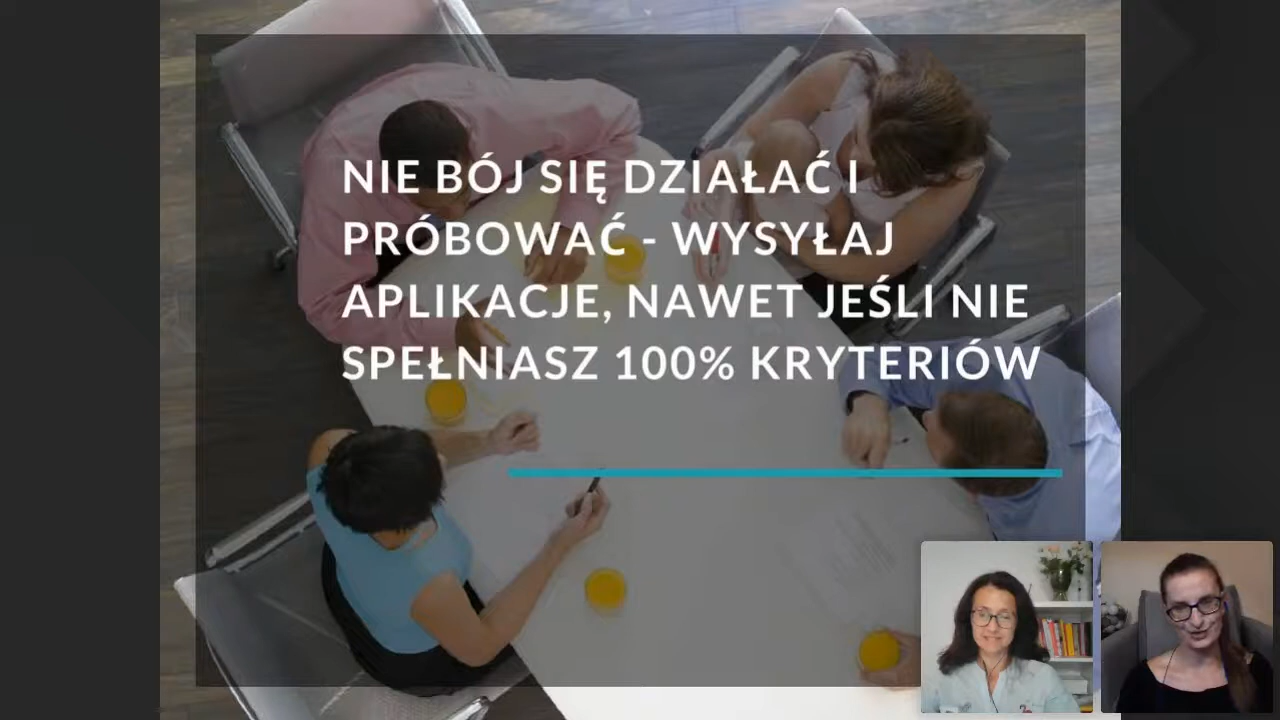 NIE BÓJ SIĘ DZIAŁAĆ I
PRÓBOWAĆ - WYSYŁAJ
APLIKACJE, NAWET JEŚLI NIE
SPEŁNIASZ 100% KRYTERIÓW